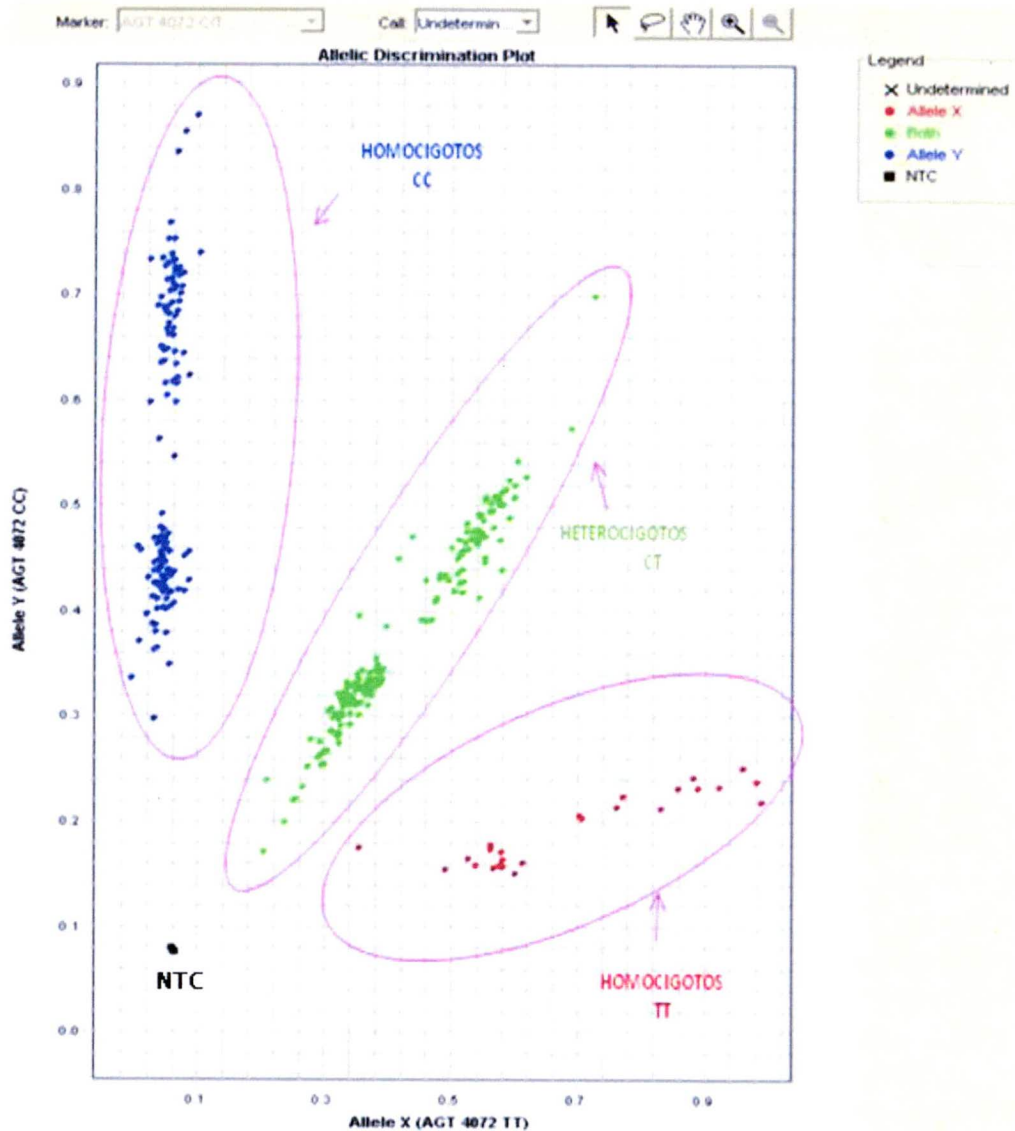 Marker: AGT 4072 C/T Call: Undetermin...
Allelic Discrimination Plot
Legend
Undetermined
Allele X
Both
Allele Y
NTC
HOMOCIGOTOS
CC
HETEROCIGOTOS
CT
HOMOCIGOTOS
TT
NTC
Allele Y (AGT 4072 CC)
0.9
0.8
0.7
0.6
0.5
0.4
0.3
0.2
0.1
0.0
0.1 0.3 0.5 0.7 0.9
Allele X (AGT 4072 TT)